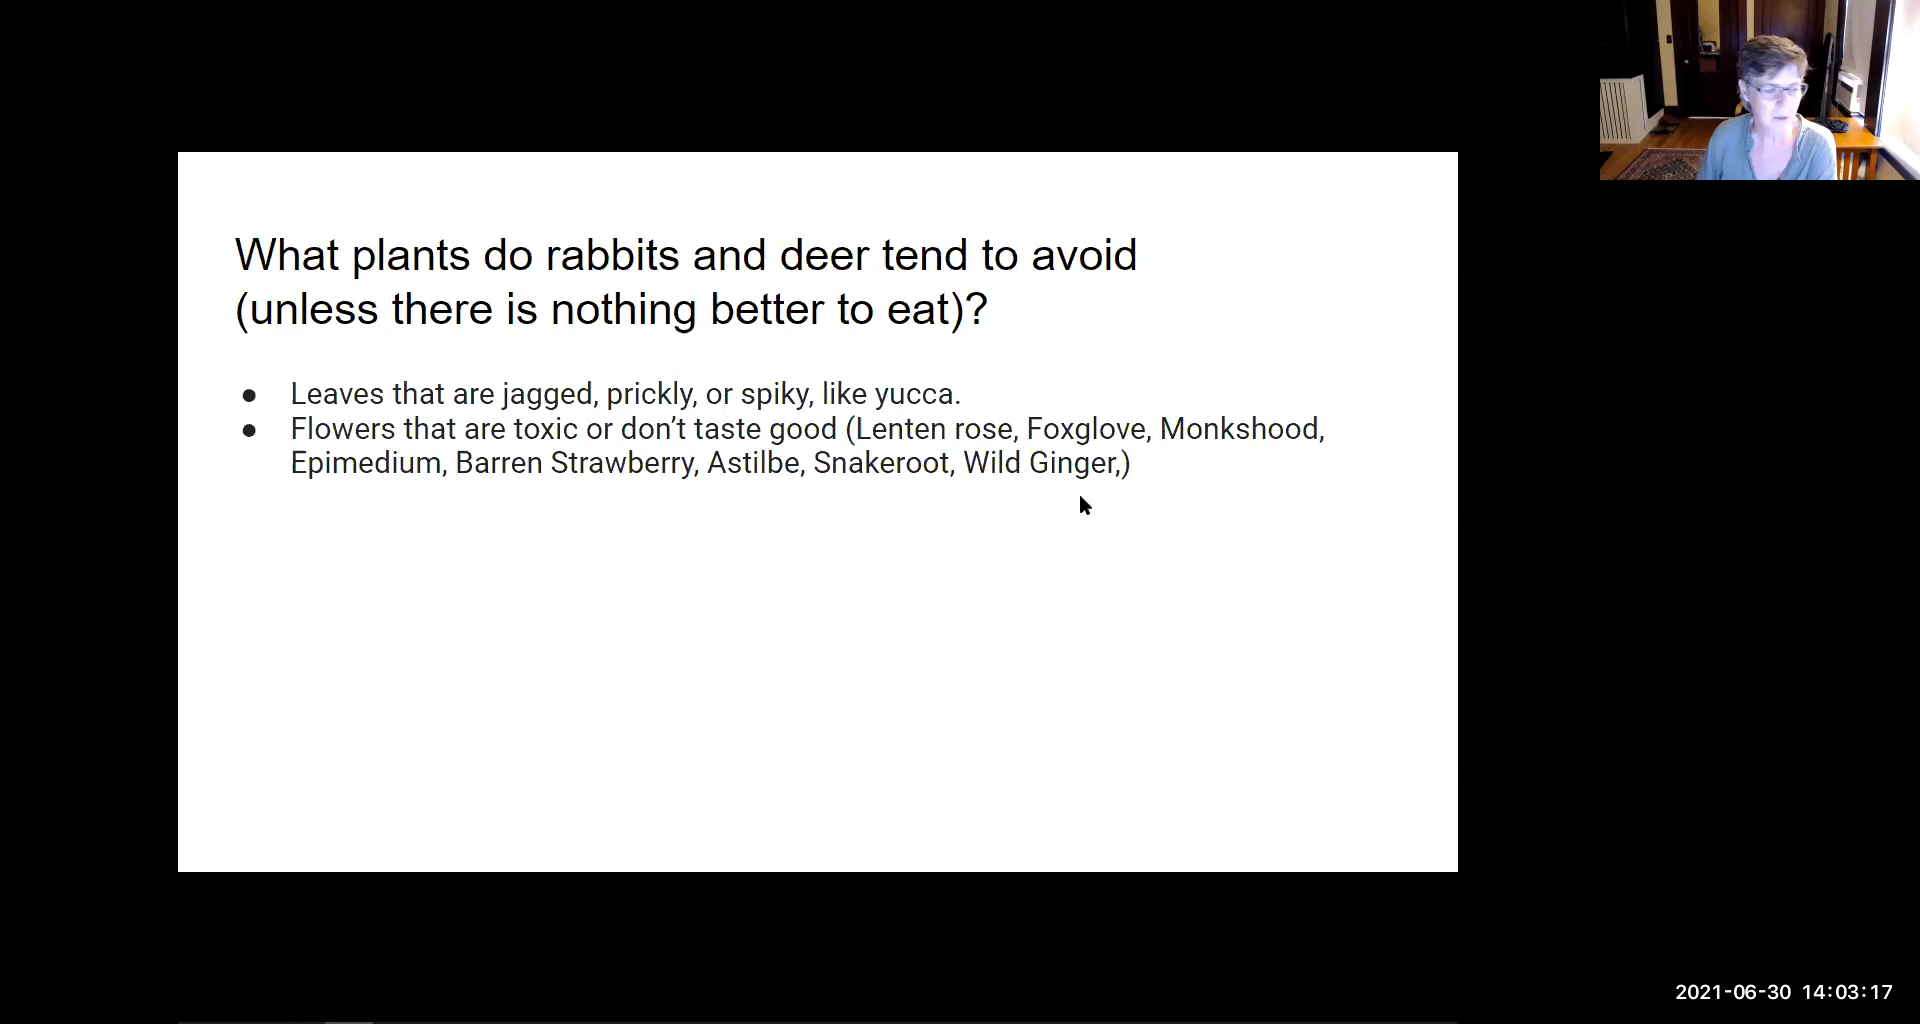 What plants do rabbits and deer tend to avoid
(unless there is nothing better to eat)?
● Leaves that are jagged, prickly, or spiky, like yucca.
● Flowers that are toxic or don’t taste good (Lenten rose, Foxglove, Monkshood,
Epimedium, Barren Strawberry, Astilbe, Snakeroot, Wild Ginger,)
2021-06-30 14:03:17